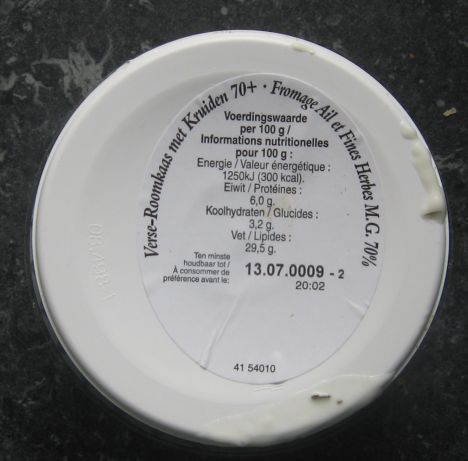 Verse-Roomkaas met Kruiden 70+ · Fromage Ail et Fines Herbes M.G. 70%
Voedingswaarde
per 100 g /
Informations nutritionelles
pour 100 g :
Energie / Valeur énergétique :
1250kJ (300 kcal).
Eiwit / Protéines :
6,0 g.
Koolhydraten / Glucides :
3,2 g.
Vet / Lipides :
29,5 g.
Ten minste
houdbaar tot /
À consommer de
préférence avant le:
13.07.0009 - 2
20:02
41 54010